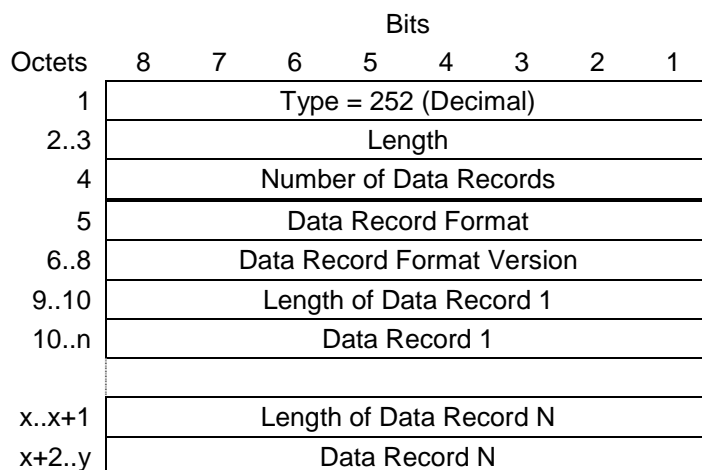 Bits
Octets 8 7 6 5 4 3 2 1
1 Type = 252 (Decimal)
2..3 Length
4 Number of Data Records
5 Data Record Format
6..8 Data Record Format Version
9..10 Length of Data Record 1
10..n Data Record 1
x..x+1 Length of Data Record N
x+2..y Data Record N